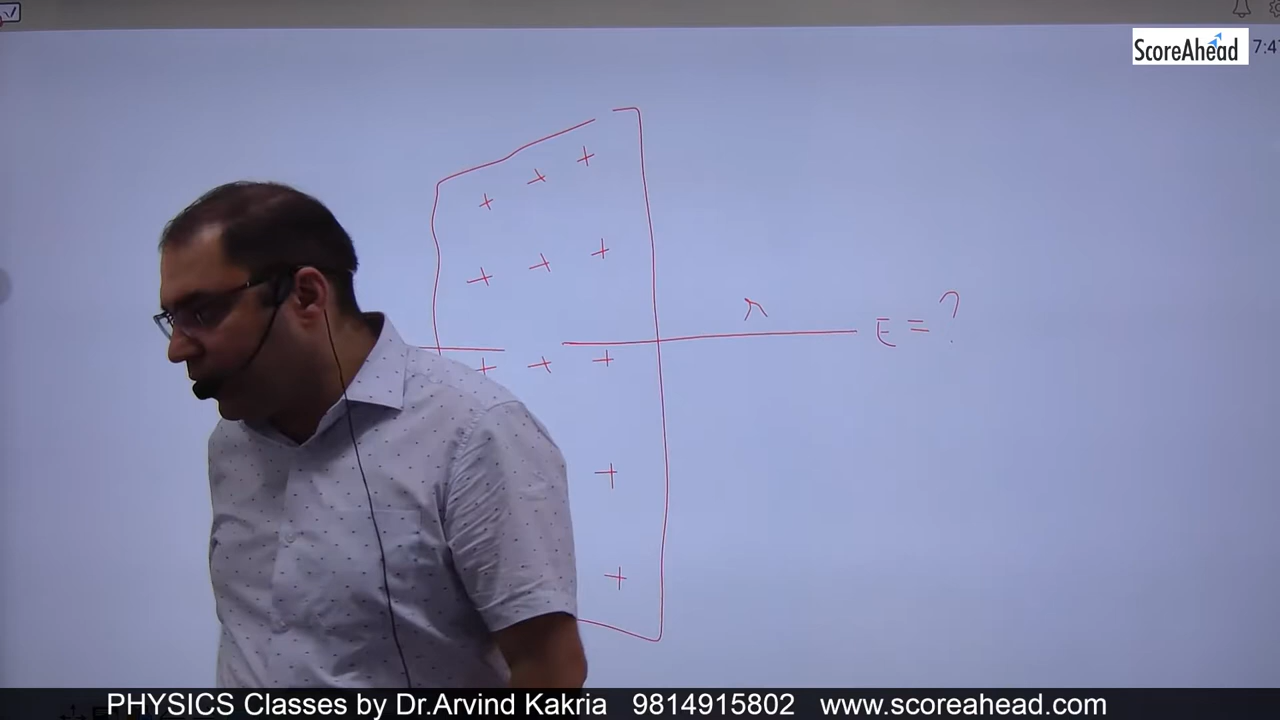 ScoreAhead
7:4
r
E = ?
PHYSICS Classes by Dr.Arvind Kakria 9814915802 www.scoreahead.com